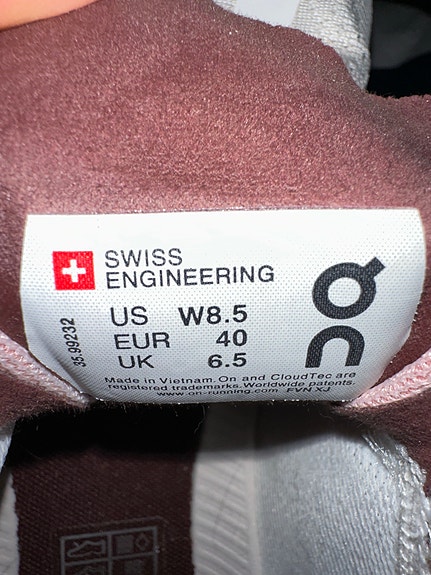 SWISS
ENGINEERING
US W8.5
EUR 40
UK 6.5
Made in Vietnam. On and CloudTec are
registered trademarks. Worldwide patents.
www.on-running.com FVN XJ
35.99232
On